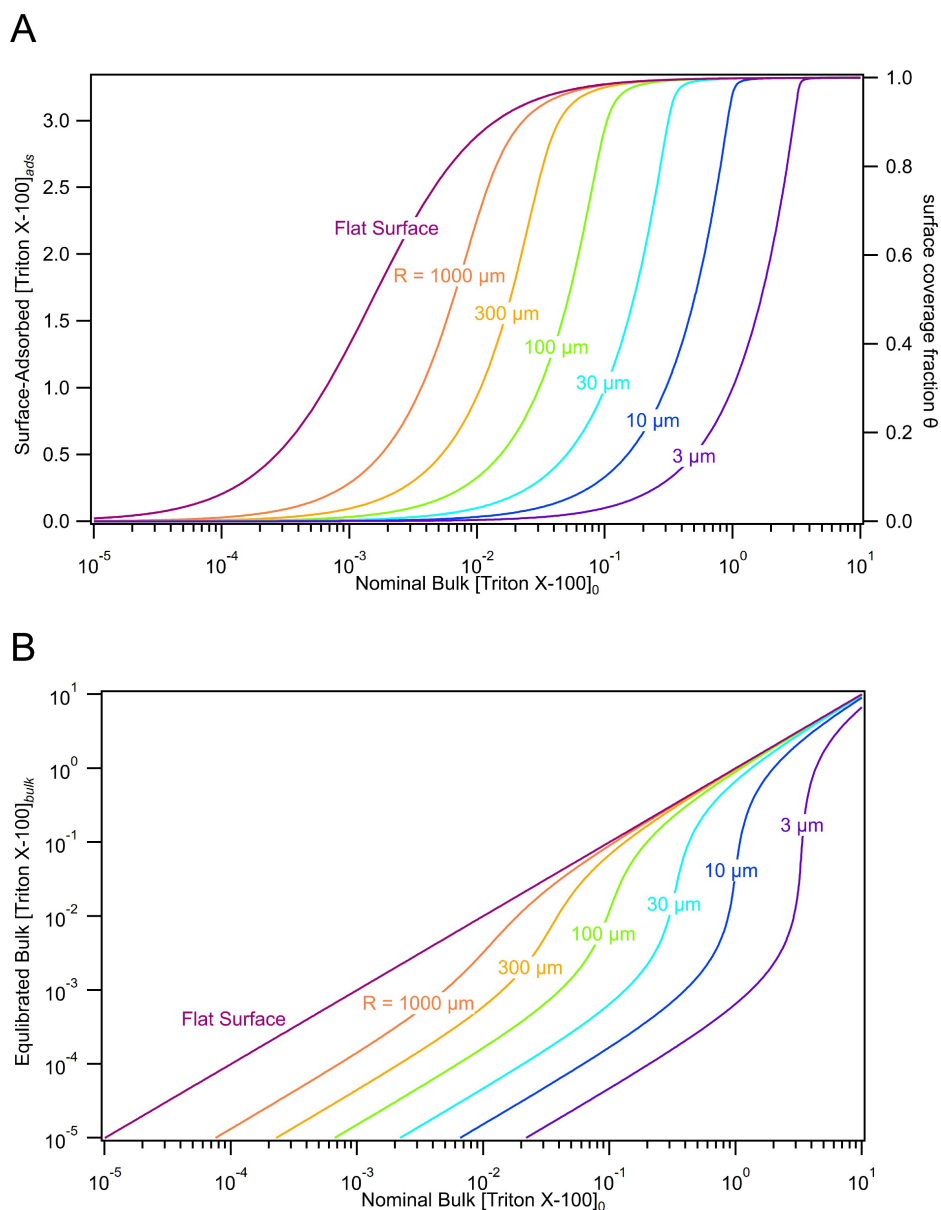 A
3.0
2.5
2.0
1.5
1.0
0.5
0.0
Surface-Adsorbed [Triton X-100]ads
1.0
0.8
0.6
0.4
0.2
0.0
surface coverage fraction θ
Flat Surface
R = 1000 µm
300 µm
100 µm
30 µm
10 µm
3 µm
10-5
10-4
10-3
10-2
10-1
100
101
Nominal Bulk [Triton X-100]0
B
101
100
10-1
10-2
10-3
10-4
10-5
Equlibrated Bulk [Triton X-100]bulk
3 µm
10 µm
30 µm
100 µm
300 µm
R = 1000 µm
Flat Surface
10-5
10-4
10-3
10-2
10-1
100
101
Nominal Bulk [Triton X-100]0